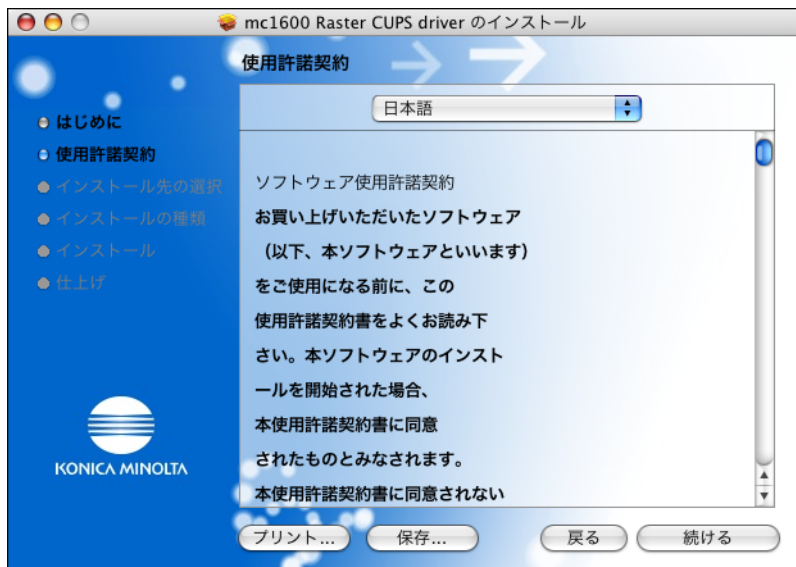 mc1600 Raster CUPS driver のインストール
使用許諾契約
はじめに
使用許諾契約
インストール先の選択
インストールの種類
インストール
仕上げ
KONICA MINOLTA
日本語
ソフトウェア使用許諾契約
お買い上げいただいたソフトウェア
（以下、本ソフトウェアといいます）
をご使用になる前に、この
使用許諾契約書をよくお読み下
さい。本ソフトウェアのインスト
ールを開始された場合、
本使用許諾契約書に同意
されたものとみなされます。
本使用許諾契約書に同意されない
プリント...
保存...
戻る
続ける